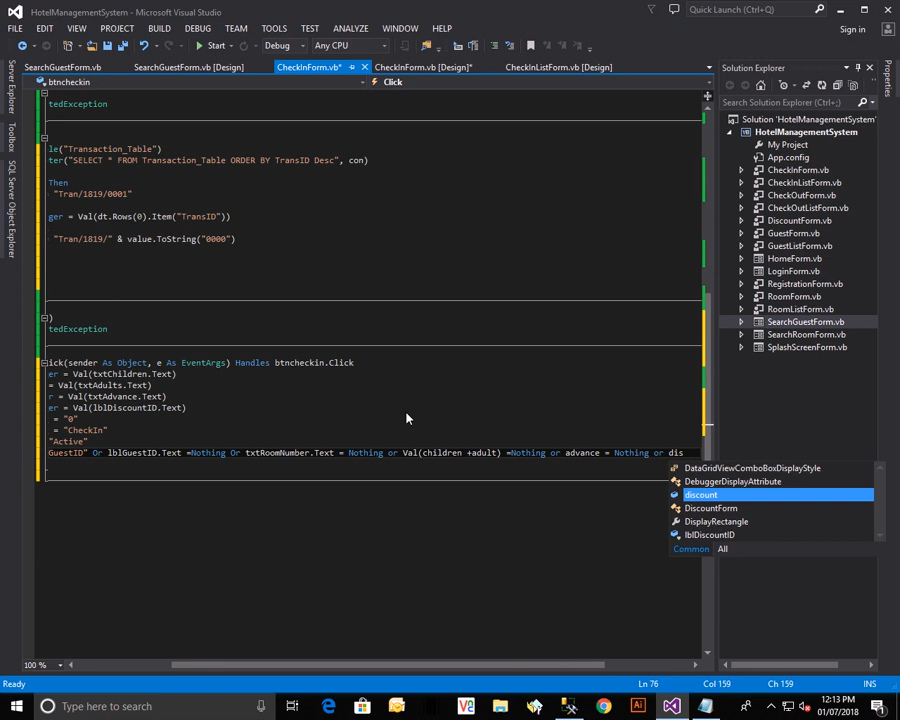 HotelManagementSystem - Microsoft Visual Studio
Quick Launch (Ctrl+Q)
FILE EDIT VIEW PROJECT BUILD DEBUG TEAM TOOLS TEST ANALYZE WINDOW HELP
Sign in
Start Debug Any CPU
SearchGuestForm.vb SearchGuestForm.vb [Design] CheckInForm.vb* CheckInForm.vb [Design]* CheckInListForm.vb [Design]
btncheckin Click
Server Explorer
Toolbox
SQL Server Object Explorer
tedException
le("Transaction_Table")
ter("SELECT * FROM Transaction_Table ORDER BY TransID Desc", con)
Then
"Tran/1819/0001"
ger = Val(dt.Rows(0).Item("TransID"))
"Tran/1819/" & value.ToString("0000")
)
tedException
ick(sender As Object, e As EventArgs) Handles btncheckin.Click
er = Val(txtChildren.Text)
= Val(txtAdults.Text)
r = Val(txtAdvance.Text)
er = Val(lblDiscountID.Text)
= "0"
= "CheckIn"
"Active"
GuestID" Or lblGuestID.Text =Nothing Or txtRoomNumber.Text = Nothing or Val(children +adult) =Nothing or advance = Nothing or dis
DataGridViewComboBoxDisplayStyle
DebuggerDisplayAttribute
discount
DiscountForm
DisplayRectangle
lblDiscountID
Common All
100 %
Solution Explorer
Search Solution Explorer (Ctrl+;)
Solution 'HotelManagementSystem'
HotelManagementSystem
My Project
App.config
CheckInForm.vb
CheckInListForm.vb
CheckOutForm.vb
CheckOutListForm.vb
DiscountForm.vb
GuestForm.vb
GuestListForm.vb
HomeForm.vb
LoginForm.vb
RegistrationForm.vb
RoomForm.vb
RoomListForm.vb
SearchGuestForm.vb
SearchRoomForm.vb
SplashScreenForm.vb
Properties
Ready Ln 76 Col 159 Ch 159 INS
Type here to search
12:13 PM
01/07/2018